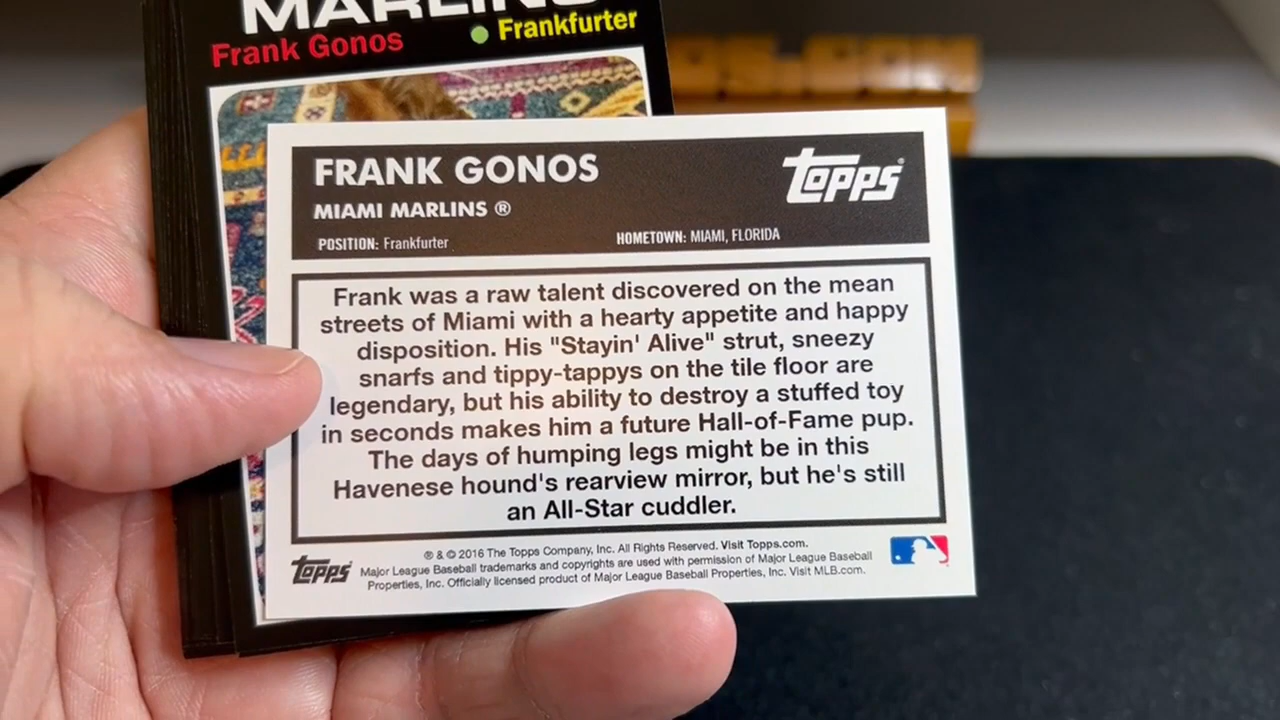 MARLINS
Frank Gonos Frankfurter
FRANK GONOS
TOPPS
MIAMI MARLINS ®
POSITION: Frankfurter HOMETOWN: MIAMI, FLORIDA
Frank was a raw talent discovered on the mean
streets of Miami with a hearty appetite and happy
disposition. His "Stayin' Alive" strut, sneezy
snarfs and tippy-tappys on the tile floor are
legendary, but his ability to destroy a stuffed toy
in seconds makes him a future Hall-of-Fame pup.
The days of humping legs might be in this
Havenese hound's rearview mirror, but he's still
an All-Star cuddler.
TOPPS
® & © 2016 The Topps Company, Inc. All Rights Reserved. Visit Topps.com.
Major League Baseball trademarks and copyrights are used with permission of Major League Baseball
Properties, Inc. Officially licensed product of Major League Baseball Properties, Inc. Visit MLB.com.